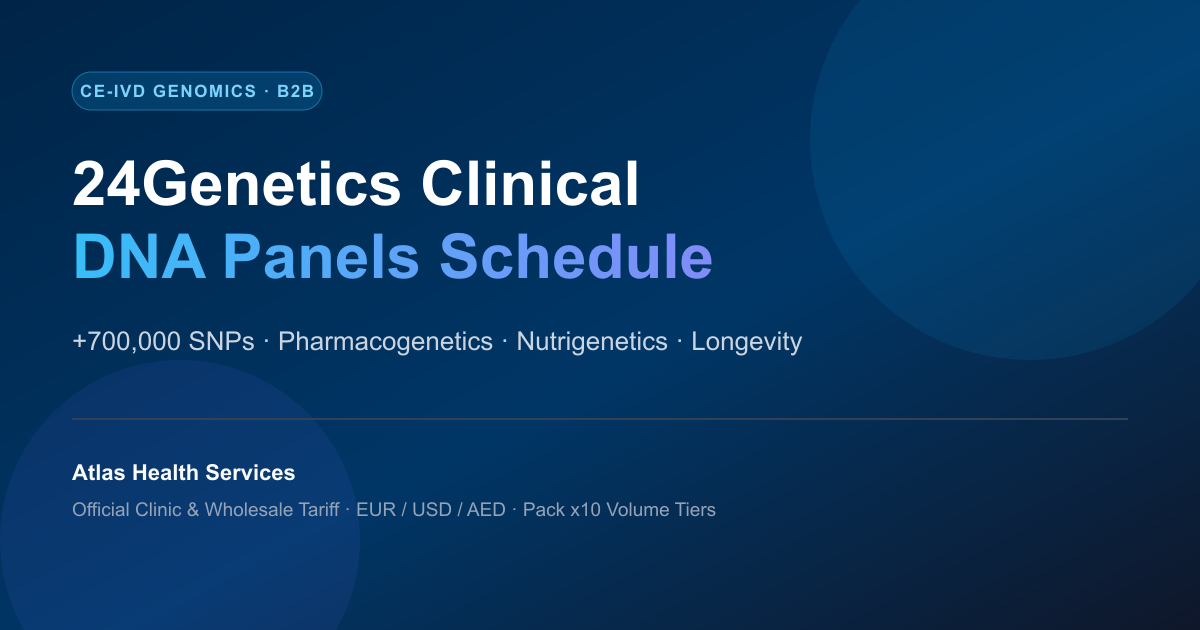 CE-IVD GENOMICS · B2B
24Genetics Clinical
DNA Panels Schedule
+700,000 SNPs · Pharmacogenetics · Nutrigenetics · Longevity
Atlas Health Services
Official Clinic & Wholesale Tariff · EUR / USD / AED · Pack x10 Volume Tiers